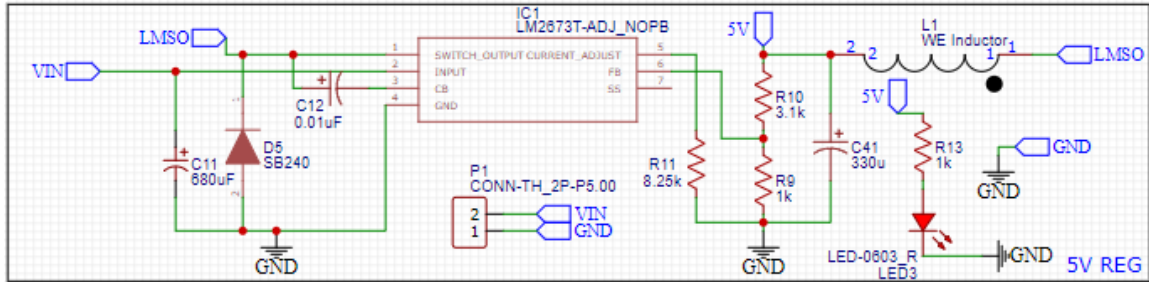 IC1
LM2673T-ADJ_NOPB
LMSO
VIN
1
2
3
4
SWITCH_OUTPUT
INPUT
CB
GND
CURRENT_ADJUST
FB
SS
5
6
7
C12
0.01uF
C11
680uF
1
D5
SB240
2
GND
P1
CONN-TH_2P-P5.00
2
1
VIN
GND
R11
8.25k
5V
R10
3.1k
R9
1k
GND
C41
330u
L1
WE Inductor
2
2
1
1
LMSO
5V
R13
1k
GND
GND
LED-0603_R
LED3
GND
5V REG